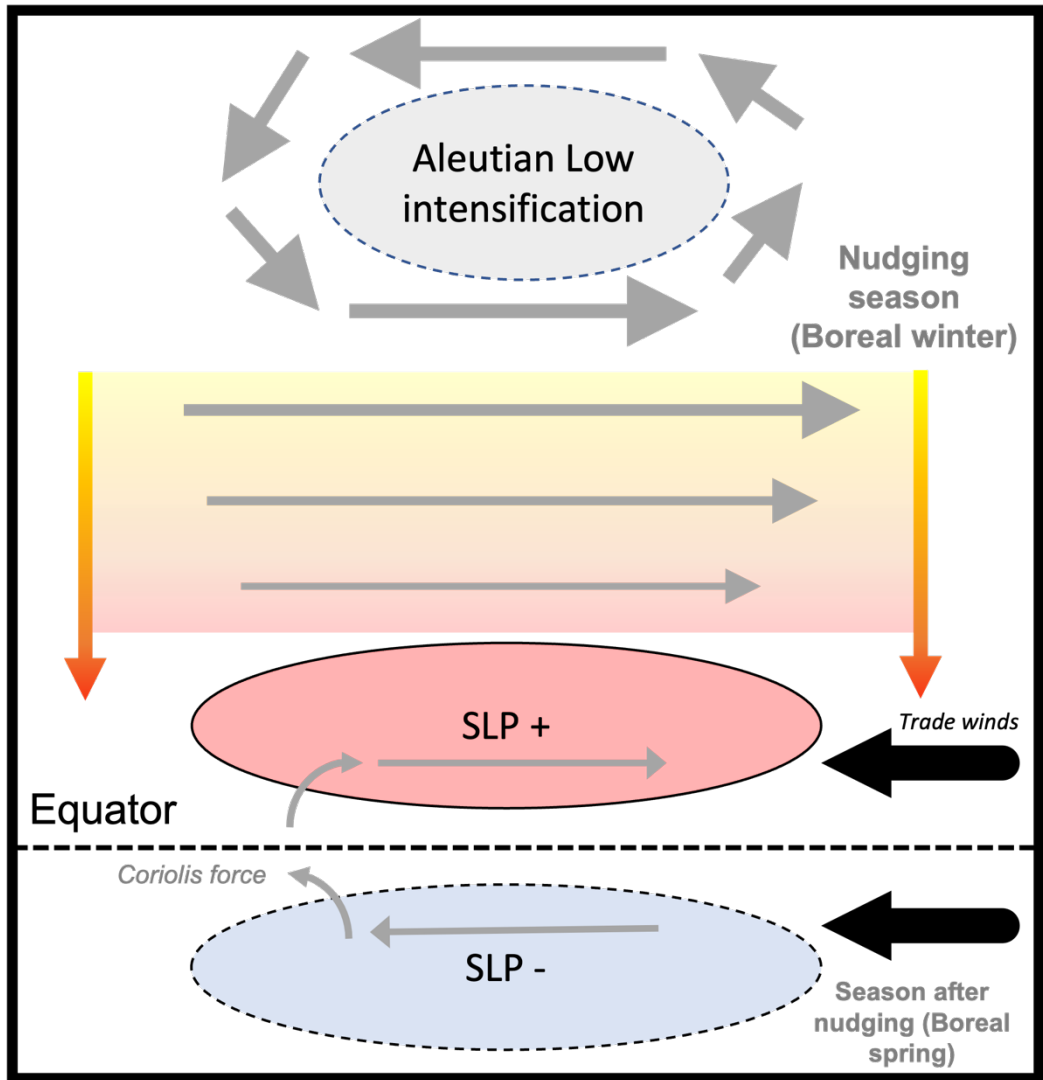 Aleutian Low
intensification
Nudging
season
(Boreal winter)
SLP +
Trade winds
Equator
Coriolis force
SLP -
Season after
nudging (Boreal
spring)